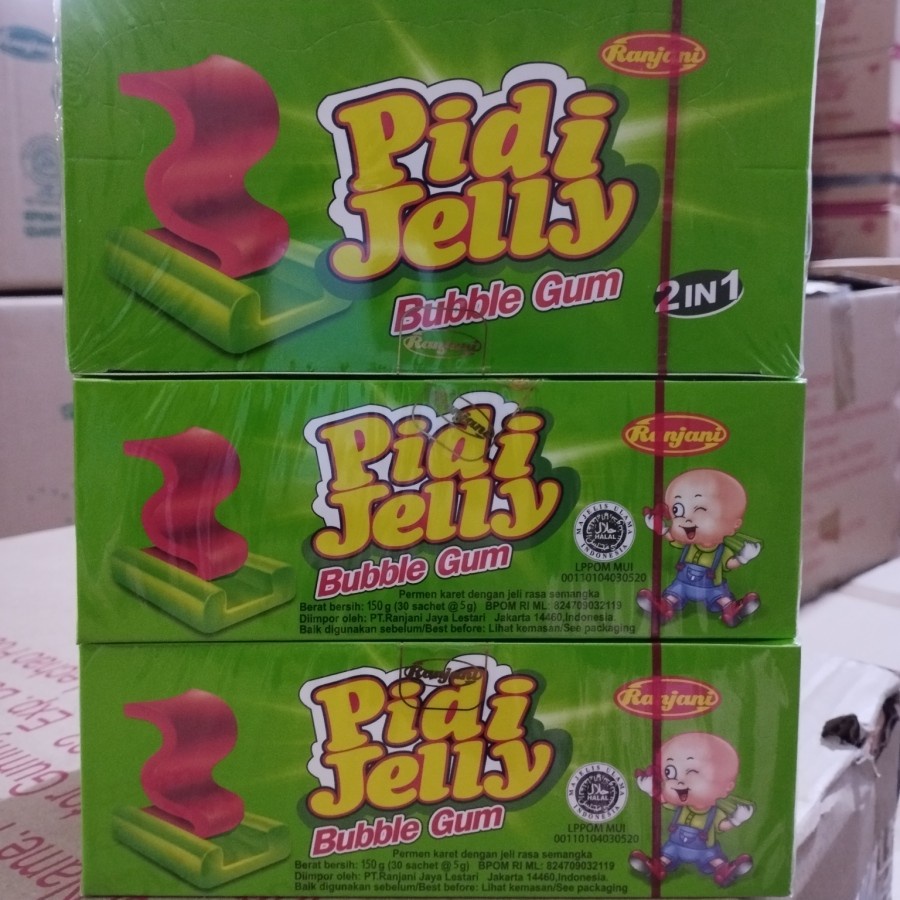 Ranjani
Pidi
Jelly
Bubble Gum
2 IN 1
Ranjani
Pidi
Jelly
Bubble Gum
Ranjani
MAJELIS ULAMA
HALAL
INDONESIA
LPPOM MUI
00110104030520
Permen karet dengan jeli rasa semangka
Berat bersih: 150 g (30 sachet @ 5g) BPOM RI ML: 824709032119
Diimpor oleh: PT.Ranjani Jaya Lestari Jakarta 14460,Indonesia.
Baik digunakan sebelum/Best before: Lihat kemasan/See packaging
Ranjani
Pidi
Jelly
Bubble Gum
Ranjani
MAJELIS ULAMA
HALAL
INDONESIA
LPPOM MUI
00110104030520
Permen karet dengan jeli rasa semangka
Berat bersih: 150 g (30 sachet @ 5g) BPOM RI ML: 824709032119
Diimpor oleh: PT.Ranjani Jaya Lestari Jakarta 14460,Indonesia.
Baik digunakan sebelum/Best before: Lihat kemasan/See packaging